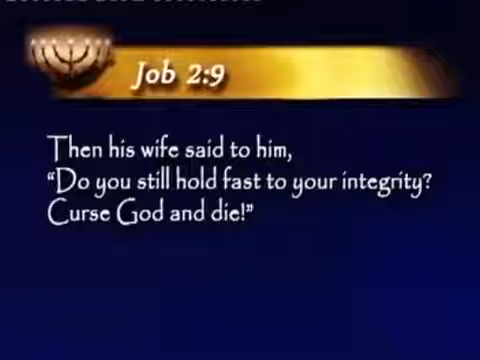 Job 2:9
Then his wife said to him,
“Do you still hold fast to your integrity?
Curse God and die!”